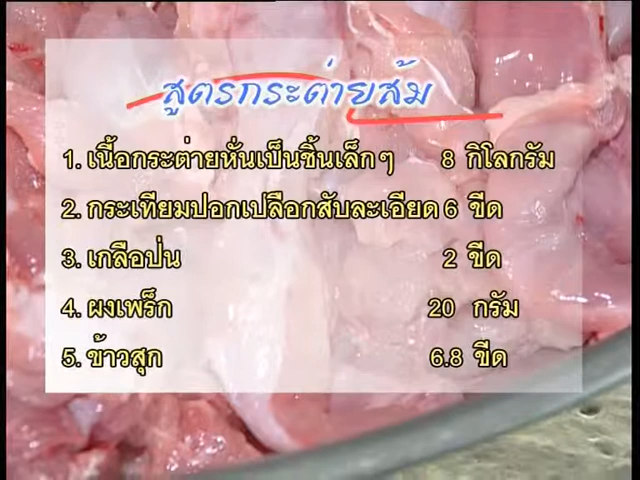 สูตรกระต่ายส้ม
1. เนื้อกระต่ายหั่นเป็นชิ้นเล็กๆ 8 กิโลกรัม
2. กระเทียมปอกเปลือกสับละเอียด 6 ขีด
3. เกลือป่น 2 ขีด
4. ผงเพร็ก 20 กรัม
5. ข้าวสุก 6.8 ขีด